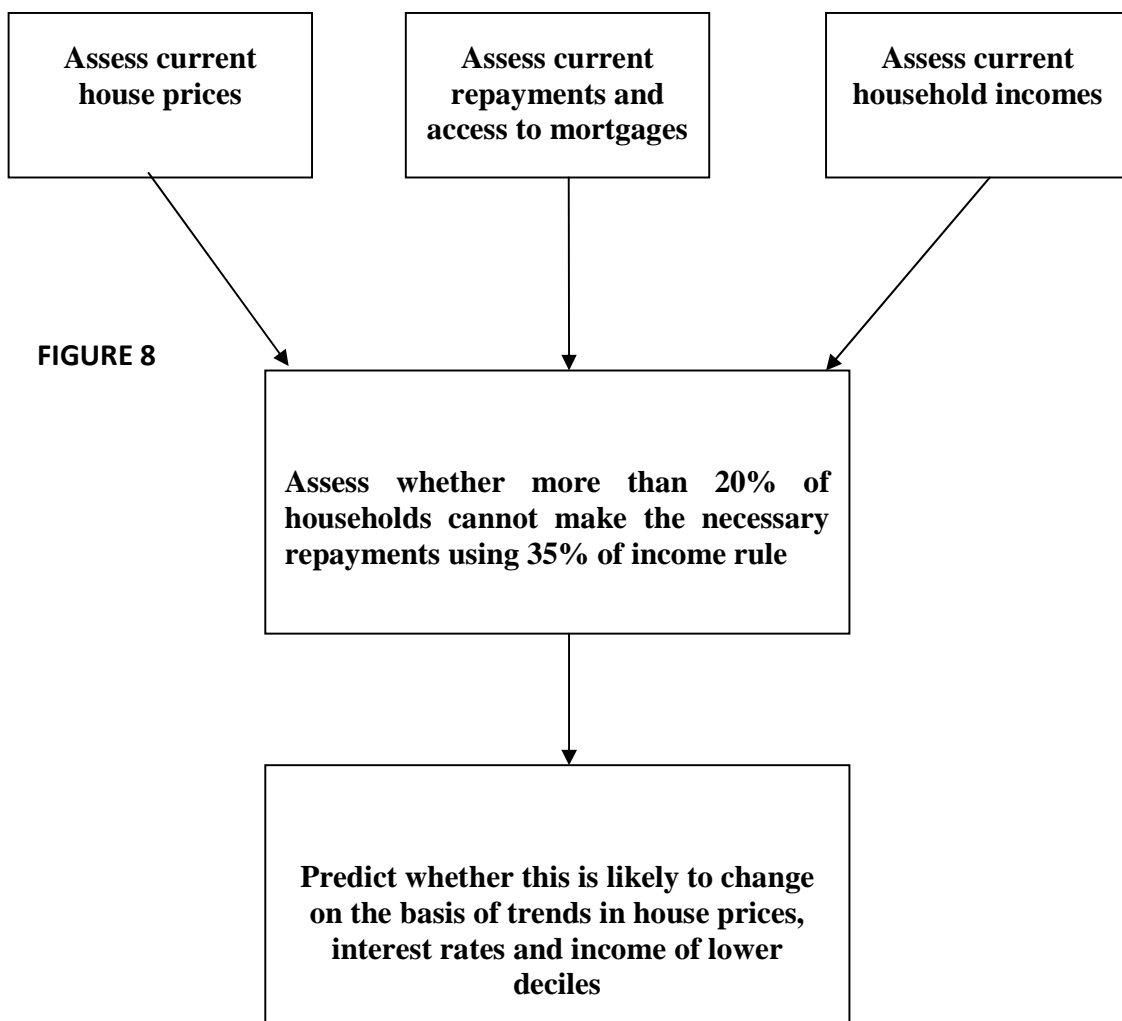 Assess current
house prices
Assess current
repayments and
access to mortgages
Assess current
household incomes
FIGURE 8
Assess whether more than 20% of
households cannot make the necessary
repayments using 35% of income rule
Predict whether this is likely to change
on the basis of trends in house prices,
interest rates and income of lower
deciles